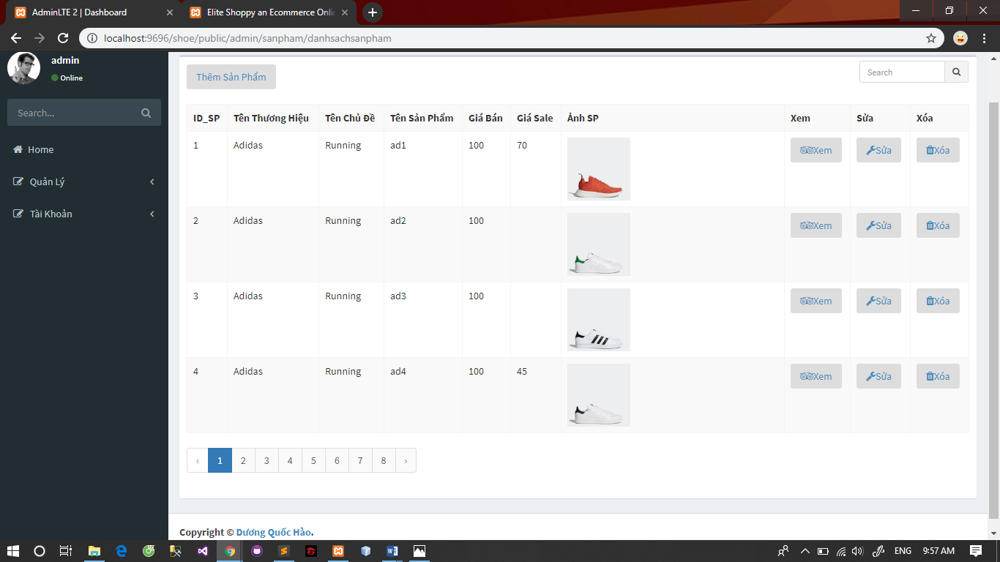 AdminLTE 2 | Dashboard
Elite Shoppy an Ecommerce Onlin
localhost:9696/shoe/public/admin/sanpham/danhsachsanpham
admin
Online
Search...
Home
Quản Lý
Tài Khoản
Thêm Sản Phẩm
Search
ID_SP Tên Thương Hiệu Tên Chủ Đề Tên Sản Phẩm Giá Bán Giá Sale Ảnh SP Xem Sửa Xóa
1 Adidas Running ad1 100 70 Xem Sửa Xóa
2 Adidas Running ad2 100 Xem Sửa Xóa
3 Adidas Running ad3 100 Xem Sửa Xóa
4 Adidas Running ad4 100 45 Xem Sửa Xóa
‹ 1 2 3 4 5 6 7 8 ›
Copyright © Dương Quốc Hào.
ENG 9:57 AM